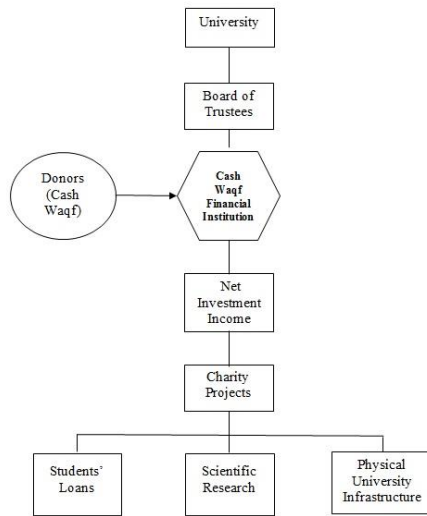 University
Board of
Trustees
Donors
(Cash
Waqf)
Cash
Waqf
Financial
Institution
Net
Investment
Income
Charity
Projects
Students'
Loans
Scientific
Research
Physical
University
Infrastructure